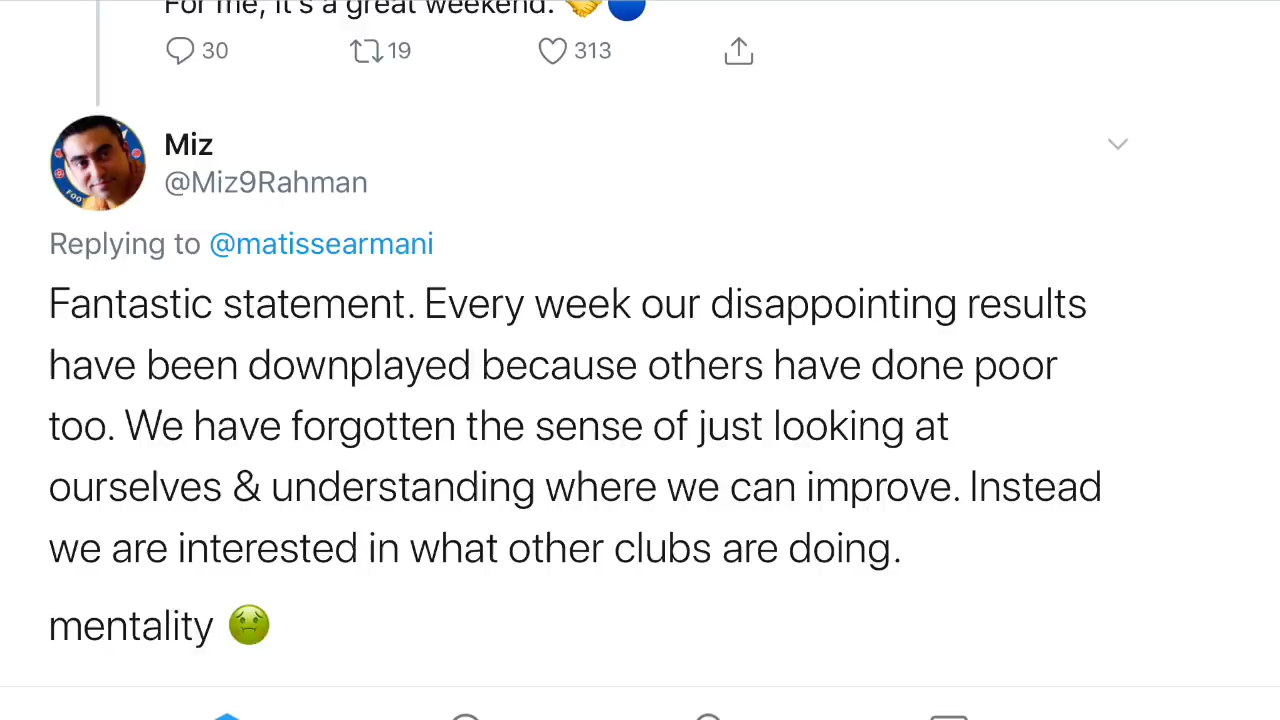 For me, it's a great weekend.
30 19 313
Miz
@Miz9Rahman
Replying to @matissearmani
Fantastic statement. Every week our disappointing results
have been downplayed because others have done poor
too. We have forgotten the sense of just looking at
ourselves & understanding where we can improve. Instead
we are interested in what other clubs are doing.
mentality 🤢